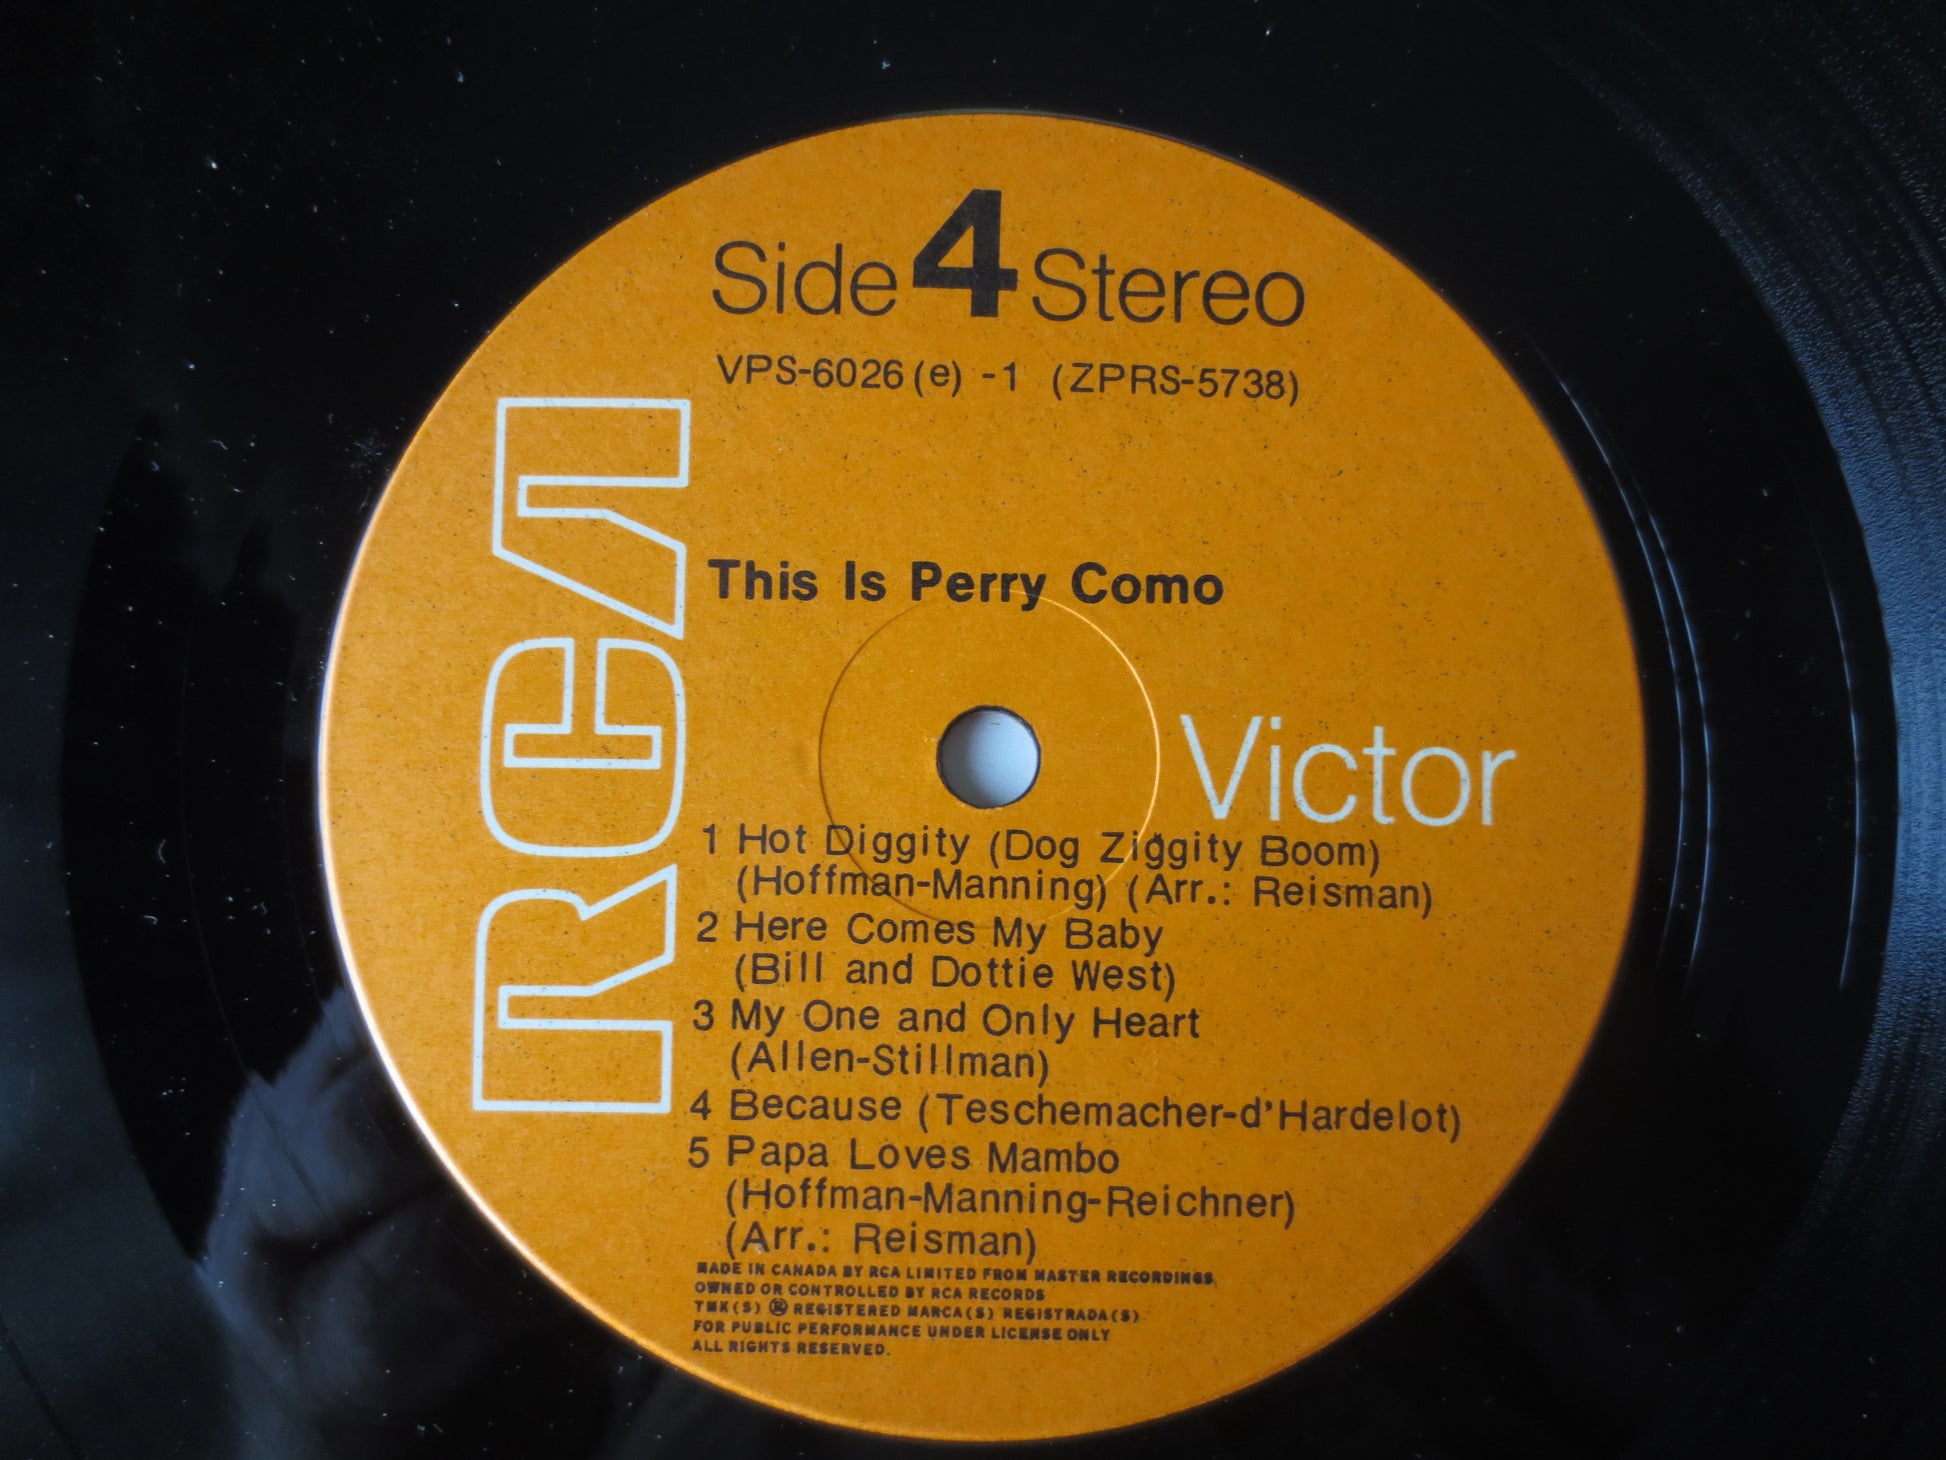 Side 4 Stereo
VPS-6026(e) -1 (ZPRS-5738)
RCA
This Is Perry Como
Victor
1 Hot Diggity (Dog Ziggity Boom)
(Hoffman-Manning) (Arr.: Reisman)
2 Here Comes My Baby
(Bill and Dottie West)
3 My One and Only Heart
(Allen-Stillman)
4 Because (Teschemacher-d'Hardelot)
5 Papa Loves Mambo
(Hoffman-Manning-Reichner)
(Arr.: Reisman)
MADE IN CANADA BY RCA LIMITED FROM MASTER RECORDINGS
OWNED OR CONTROLLED BY RCA RECORDS
TMK(S) ® REGISTERED MARCA(S) REGISTRADA(S)
FOR PUBLIC PERFORMANCE UNDER LICENSE ONLY
ALL RIGHTS RESERVED.